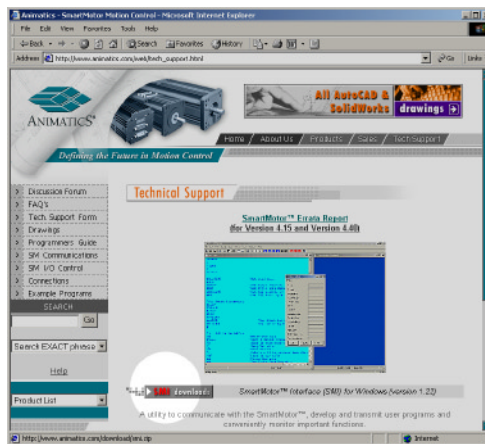 Animatics - SmartMotor Motion Control - Microsoft Internet Explorer
File Edit View Favorites Tools Help
Back Search Favorites History
Address http://www.animatics.com/web/tech_support.html Go Links
ANIMATICS
All AutoCAD &
SolidWorks drawings
Home / About Us / Products / Sales / Tech Support
Defining the Future in Motion Control
Technical Support
Discussion Forum
FAQ's
Tech Support Form
Drawings
Programmers Guide
SM Communications
SM I/O Control
Connections
Example Programs
SEARCH
Go
Search EXACT phrase
Help
Product List
SmartMotor™ Errata Report
(for Version 4.15 and Version 4.40)
SMI downloads
SmartMotor™ Interface (SMI) for Windows (version 1.22)
A utility to communicate with the SmartMotor™, develop and transmit user programs and
conveniently monitor important functions.
http://www.animatics.com/download/smi.zip Internet